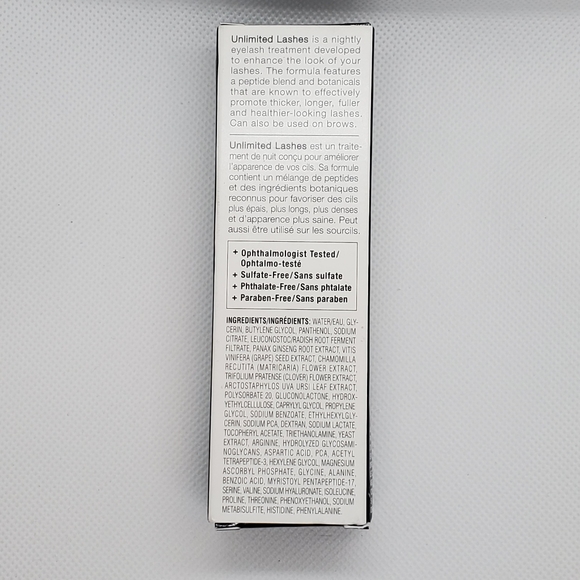 Unlimited Lashes is a nightly
eyelash treatment developed
to enhance the look of your
lashes. The formula features
a peptide blend and botanicals
that are known to effectively
promote thicker, longer, fuller
and healthier-looking lashes.
Can also be used on brows.
Unlimited Lashes est un traite-
ment de nuit conçu pour améliorer
l'apparence de vos cils. Sa formule
contient un mélange de peptides
et des ingrédients botaniques
reconnus pour favoriser des cils
plus épais, plus longs, plus denses
et d'apparence plus saine. Peut
aussi être utilisé sur les sourcils.
+ Ophthalmologist Tested/
Ophtalmo-testé
+ Sulfate-Free/Sans sulfate
+ Phthalate-Free/Sans phtalate
+ Paraben-Free/Sans paraben
INGREDIENTS/INGRÉDIENTS: WATER/EAU, GLY-
CERIN, BUTYLENE GLYCOL, PANTHENOL, SODIUM
CITRATE, LEUCONOSTOC/RADISH ROOT FERMENT
FILTRATE, PANAX GINSENG ROOT EXTRACT, VITIS
VINIFERA (GRAPE) SEED EXTRACT, CHAMOMILLA
RECUTITA (MATRICARIA) FLOWER EXTRACT,
TRIFOLIUM PRATENSE (CLOVER) FLOWER EXTRACT,
ARCTOSTAPHYLOS UVA URSI LEAF EXTRACT,
POLYSORBATE 20, GLUCONOLACTONE, HYDROX-
YETHYLCELLULOSE, CAPRYLYL GLYCOL, PROPYLENE
GLYCOL, SODIUM BENZOATE, ETHYLHEXYLGLY-
CERIN, SODIUM PCA, DEXTRAN, SODIUM LACTATE,
TOCOPHERYL ACETATE, TRIETHANOLAMINE, YEAST
EXTRACT, ARGININE, HYDROLYZED GLYCOSAMI-
NOGLYCANS, ASPARTIC ACID, PCA, ACETYL
TETRAPEPTIDE-3, HEXYLENE GLYCOL, MAGNESIUM
ASCORBYL PHOSPHATE, GLYCINE, ALANINE,
BENZOIC ACID, MYRISTOYL PENTAPEPTIDE-17,
SERINE, VALINE, SODIUM HYALURONATE, ISOLEUCINE,
PROLINE, THREONINE, PHENOXYETHANOL, SODIUM
METABISULFITE, HISTIDINE, PHENYLALANINE.